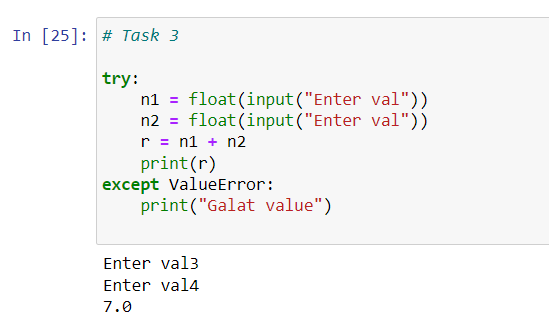 In [25]: # Task 3
try:
    n1 = float(input("Enter val"))
    n2 = float(input("Enter val"))
    r = n1 + n2
    print(r)
except ValueError:
    print("Galat value")
Enter val3
Enter val4
7.0